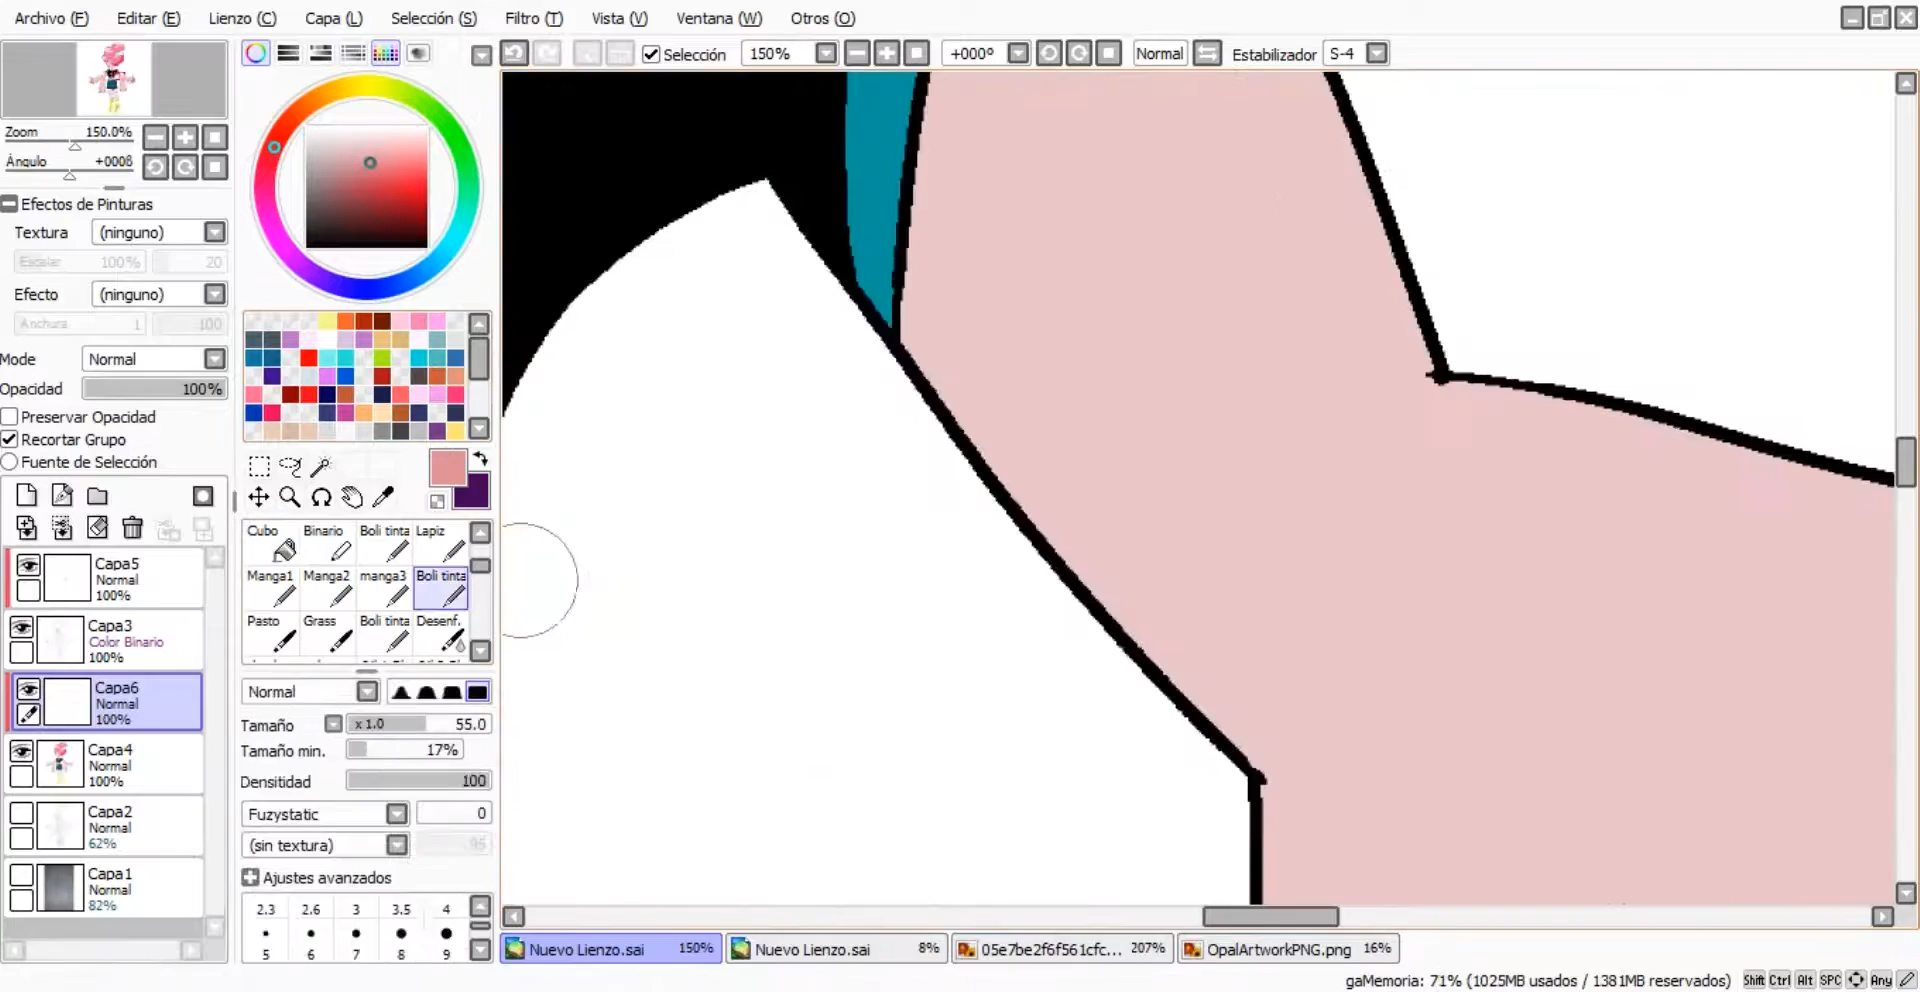 Archivo (F) Editar (E) Lienzo (C) Capa (L) Selección (S) Filtro (T) Vista (V) Ventana (W) Otros (O)
Selección 150% +000º Normal Estabilizador S-4
Zoom 150.0%
Ángulo +000ß
Efectos de Pinturas
Textura (ninguno)
Escalar 100% 20
Efecto (ninguno)
Anchura 1 100
Mode Normal
Opacidad 100%
Preservar Opacidad
Recortar Grupo
Fuente de Selección
Capa5
Normal
100%
Capa3
Color Binario
100%
Capa6
Normal
100%
Capa4
Normal
100%
Capa2
Normal
62%
Capa1
Normal
82%
Cubo Binario Boli tinta Lapiz
Manga1 Manga2 manga3 Boli tinta
Pasto Grass Boli tinta Desenf.
Normal
Tamaño x 1.0 55.0
Tamaño min. 17%
Densitidad 100
Fuzystatic 0
(sin textura) 95
Ajustes avanzados
2.3 2.6 3 3.5 4
5 6 7 8 9
Nuevo Lienzo.sai 150% Nuevo Lienzo.sai 8% 05e7be2f6f561cfc... 207% OpalArtworkPNG.png 16%
gaMemoria: 71% (1025MB usados / 1381MB reservados) Shift Ctrl Alt SPC Any